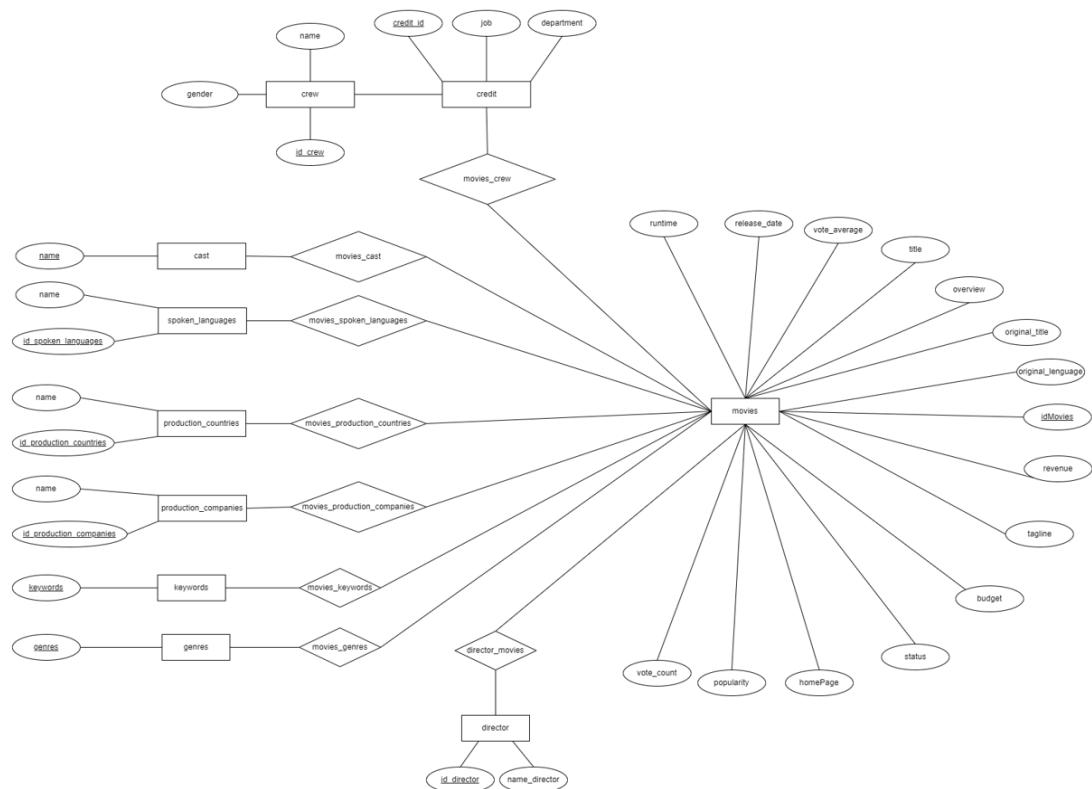 credit_id
job
department
name
gender
crew
credit
id_crew
movies_crew
runtime
release_date
vote_average
title
overview
original_title
original_lenguage
idMovies
revenue
tagline
budget
status
homePage
popularity
vote_count
movies
name
cast
movies_cast
name
spoken_languages
movies_spoken_languages
id_spoken_languages
name
production_countries
movies_production_countries
id_production_countries
name
production_companies
movies_production_companies
id_production_companies
keywords
keywords
movies_keywords
genres
genres
movies_genres
director_movies
director
id_director
name_director